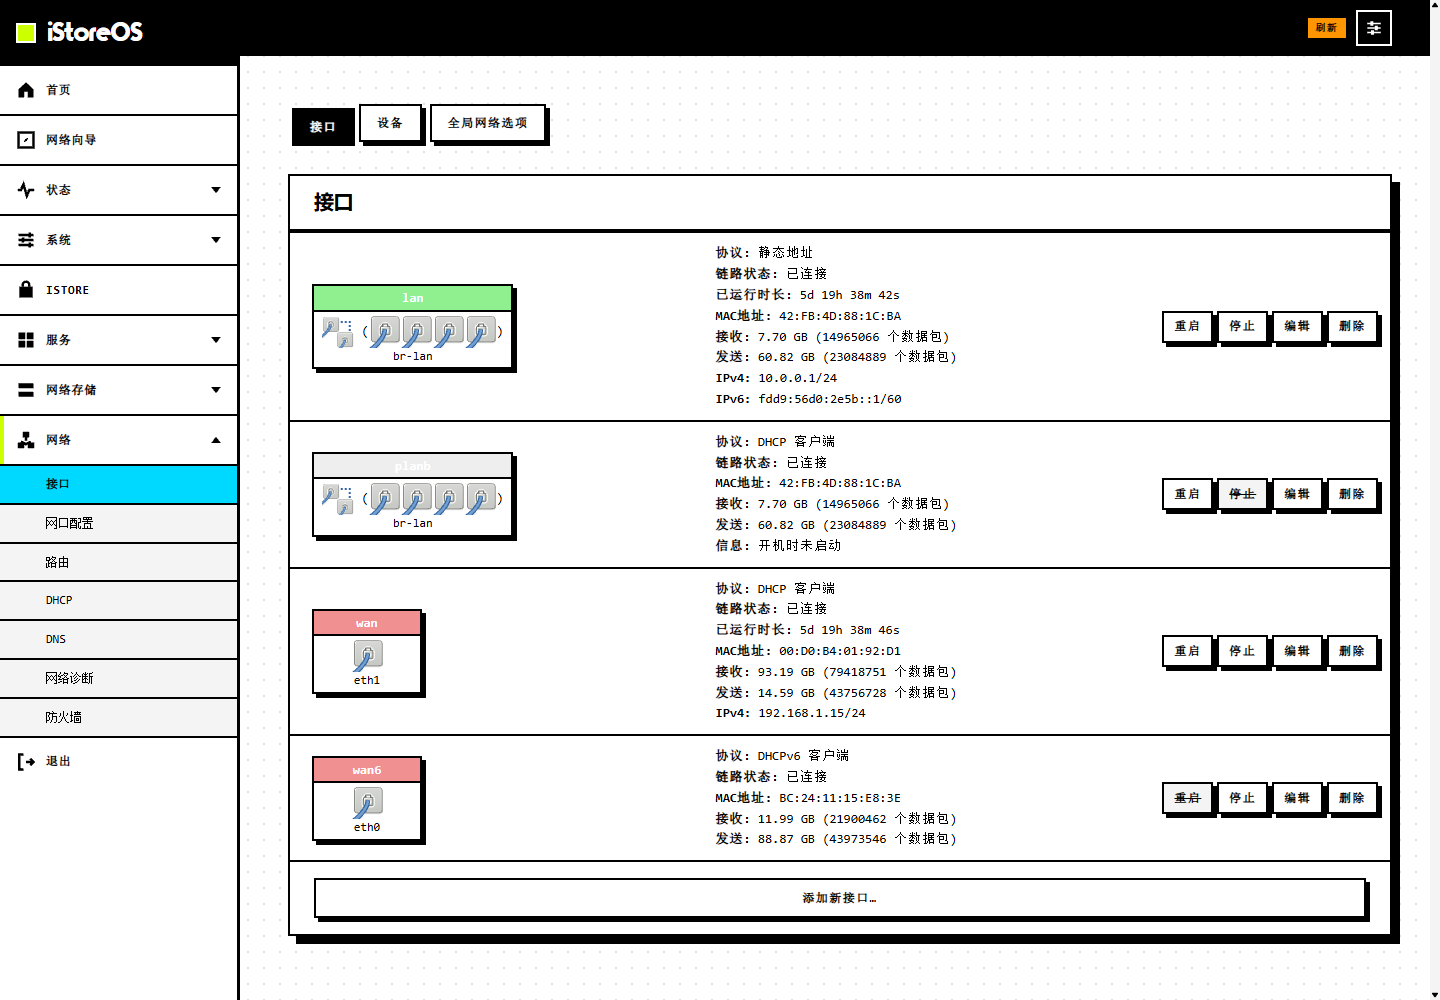 iStoreOS
刷新
首页
网络向导
状态
系统
ISTORE
服务
网络存储
网络
接口
网口配置
路由
DHCP
DNS
网络诊断
防火墙
退出
接口
设备
全局网络选项
接口
lan
( )
br-lan
协议: 静态地址
链路状态: 已连接
已运行时长: 5d 19h 38m 42s
MAC地址: 42:FB:4D:88:1C:BA
接收: 7.70 GB (14965066 个数据包)
发送: 60.82 GB (23084889 个数据包)
IPv4: 10.0.0.1/24
IPv6: fdd9:56d0:2e5b::1/60
重启 停止 编辑 删除
planb
( )
br-lan
协议: DHCP 客户端
链路状态: 已连接
MAC地址: 42:FB:4D:88:1C:BA
接收: 7.70 GB (14965066 个数据包)
发送: 60.82 GB (23084889 个数据包)
信息: 开机时未启动
重启 停止 编辑 删除
wan
eth1
协议: DHCP 客户端
链路状态: 已连接
已运行时长: 5d 19h 38m 46s
MAC地址: 00:D0:B4:01:92:D1
接收: 93.19 GB (79418751 个数据包)
发送: 14.59 GB (43756728 个数据包)
IPv4: 192.168.1.15/24
重启 停止 编辑 删除
wan6
eth0
协议: DHCPv6 客户端
链路状态: 已连接
MAC地址: BC:24:11:15:E8:3E
接收: 11.99 GB (21900462 个数据包)
发送: 88.87 GB (43973546 个数据包)
重启 停止 编辑 删除
添加新接口…